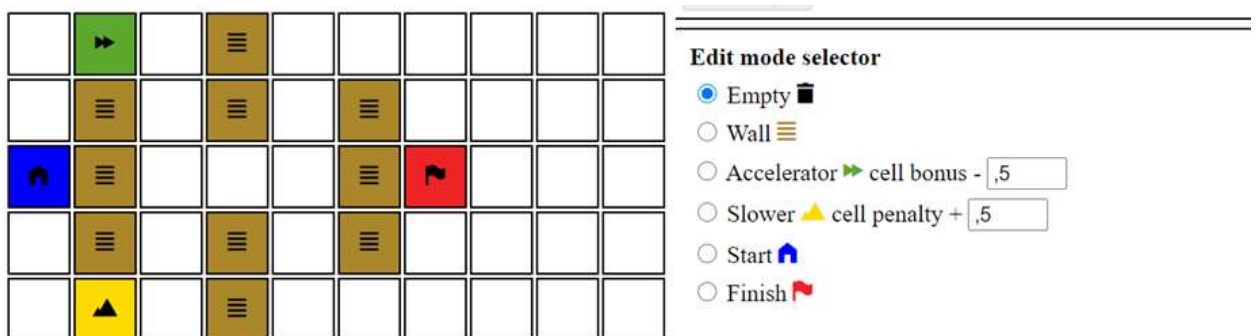 Edit mode selector
Empty
Wall
Accelerator cell bonus - ,5
Slower cell penalty + ,5
Start
Finish